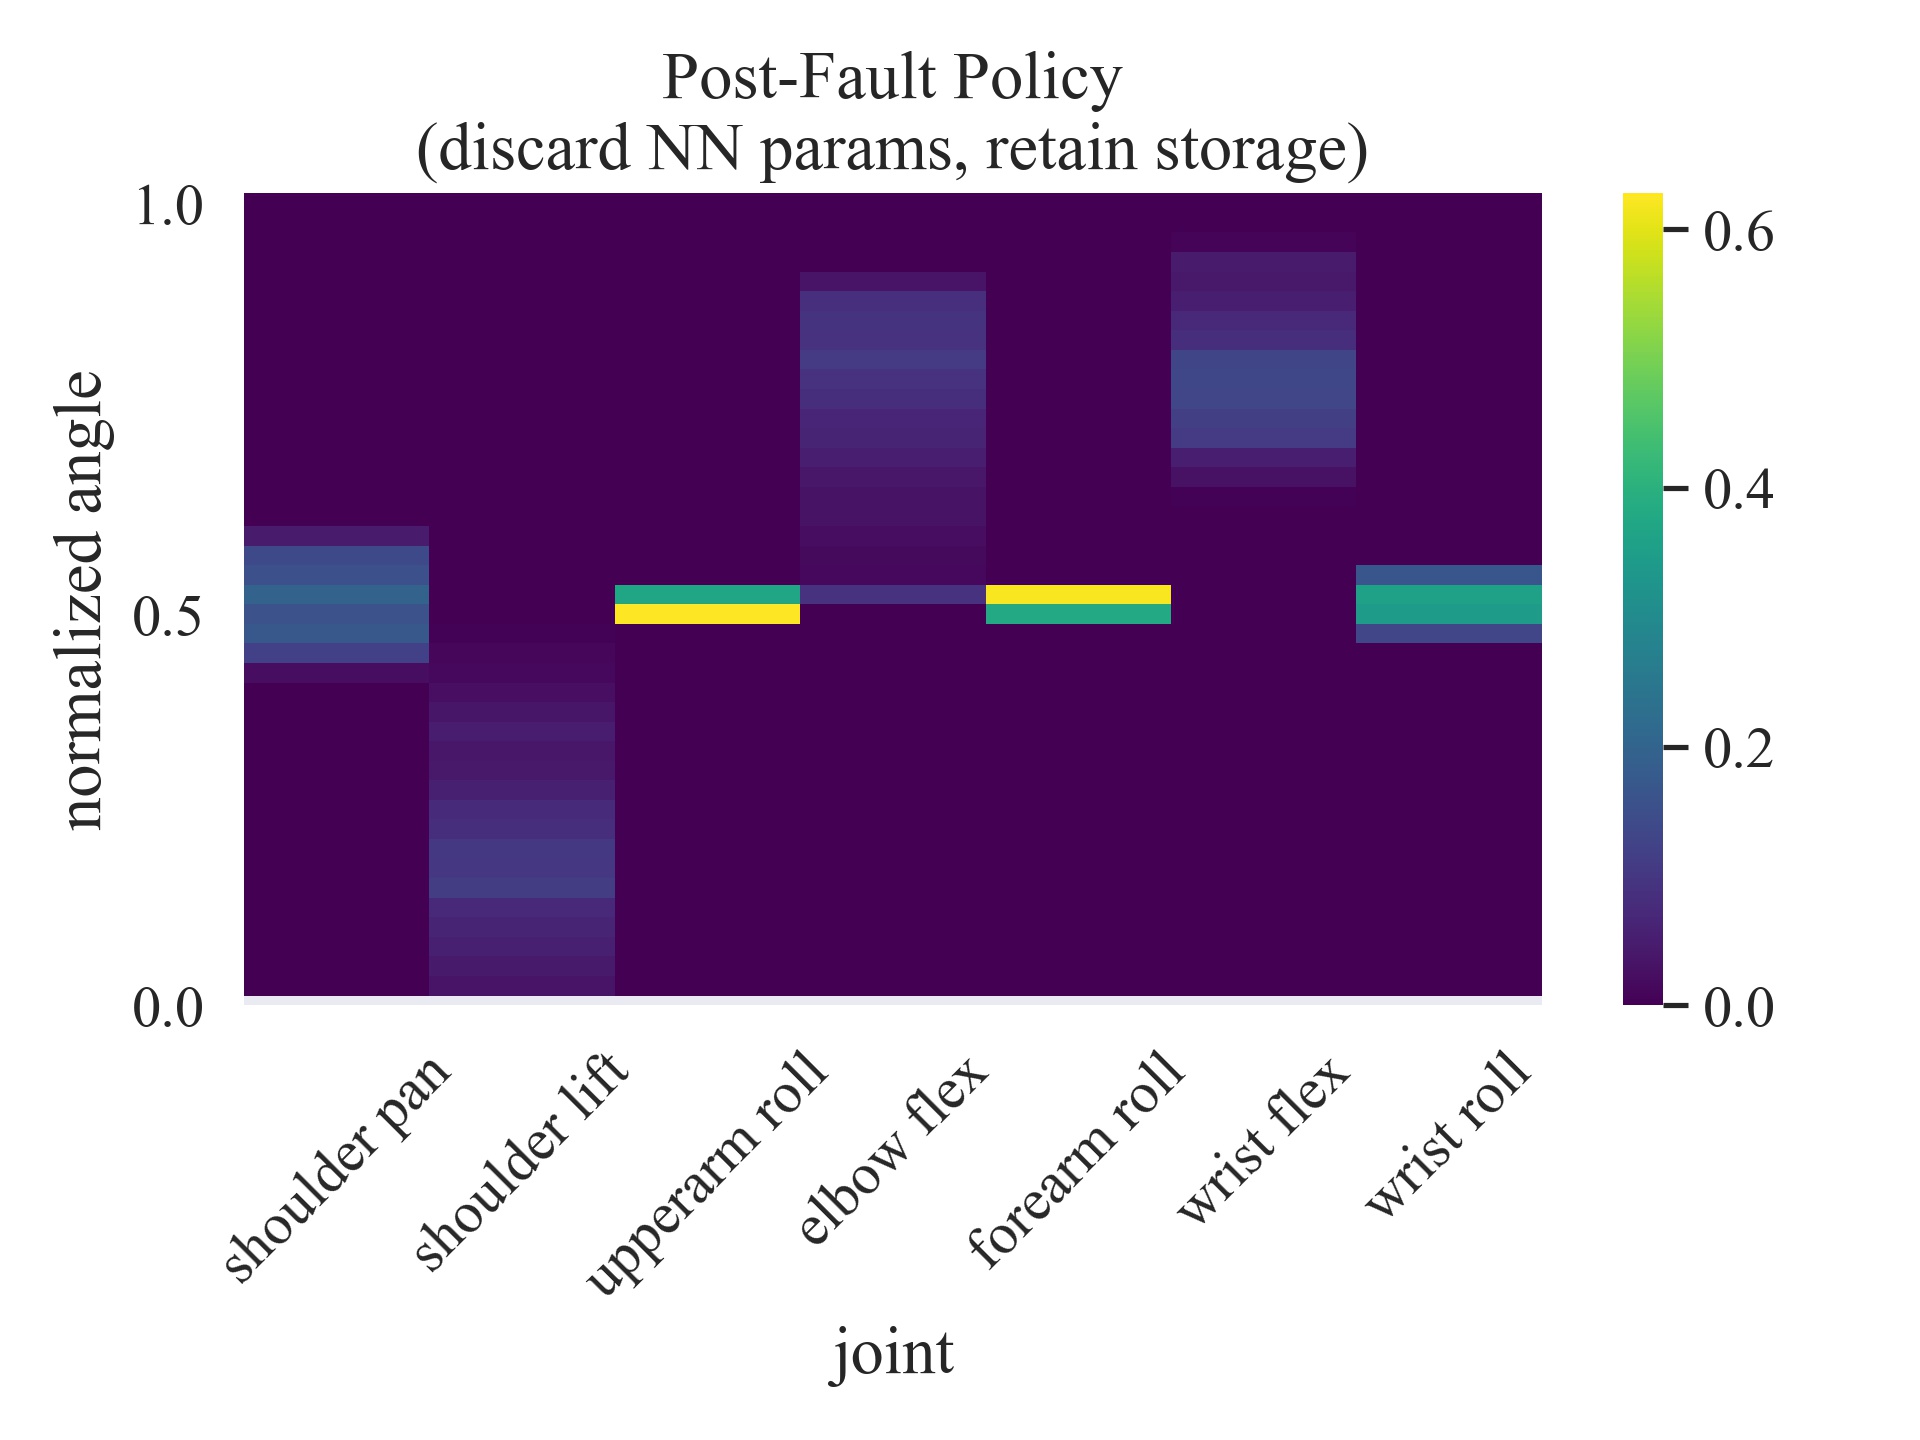 Post-Fault Policy
(discard NN params, retain storage)
1.0
0.5
0.0
normalized angle
shoulder pan
shoulder lift
upperarm roll
elbow flex
forearm roll
wrist flex
wrist roll
joint
0.6
0.4
0.2
0.0